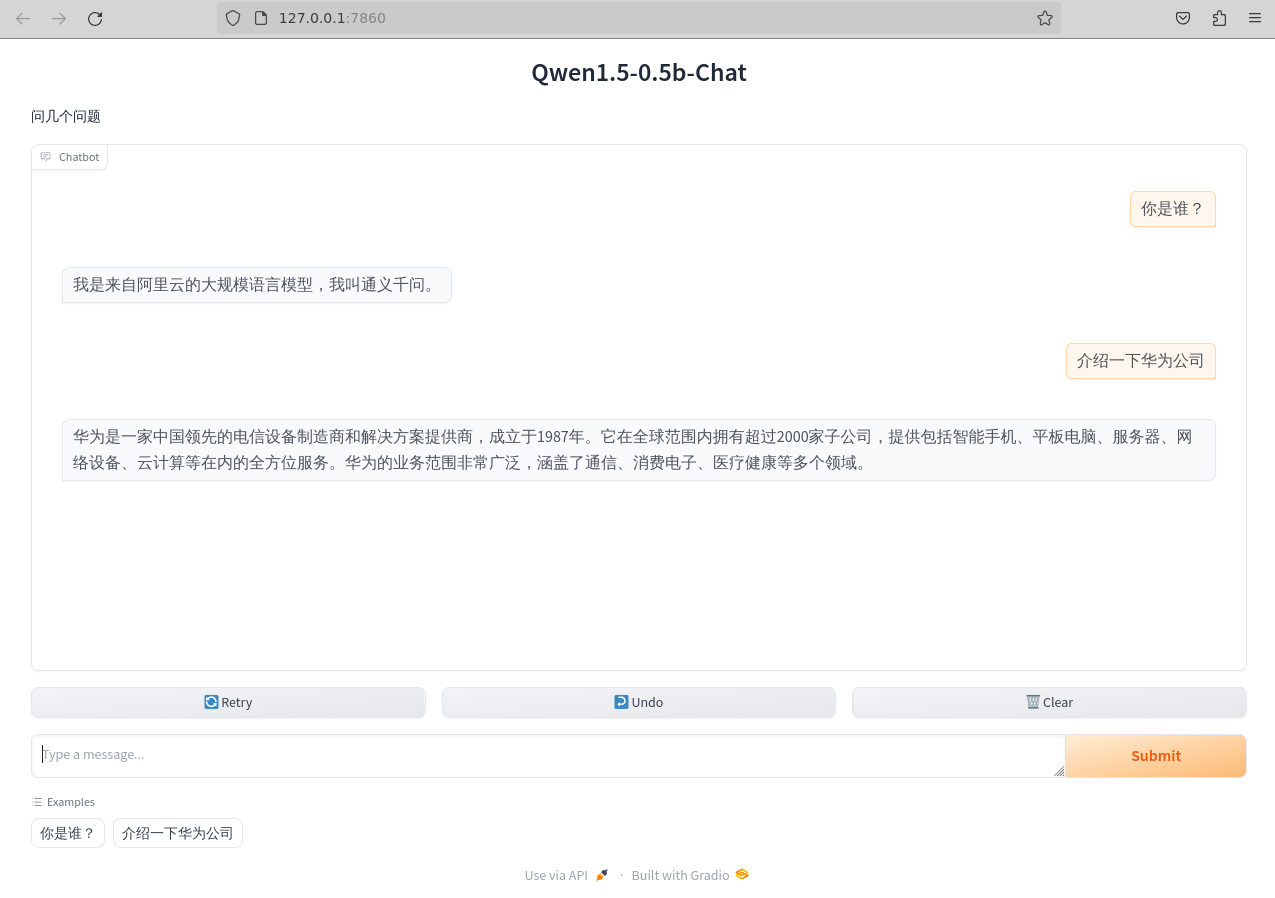 127.0.0.1:7860
Qwen1.5-0.5b-Chat
问几个问题
Chatbot
你是谁？
我是来自阿里云的大规模语言模型，我叫通义千问。
介绍一下华为公司
华为是一家中国领先的电信设备制造商和解决方案提供商，成立于1987年。它在全球范围内拥有超过2000家子公司，提供包括智能手机、平板电脑、服务器、网
络设备、云计算等在内的全方位服务。华为的业务范围非常广泛，涵盖了通信、消费电子、医疗健康等多个领域。
Retry
Undo
Clear
Type a message...
Submit
Examples
你是谁？
介绍一下华为公司
Use via API · Built with Gradio